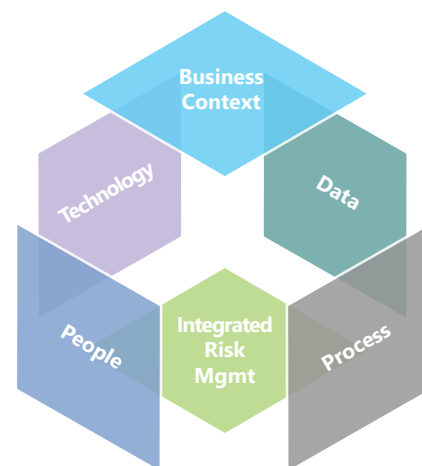 Business
Context
Technology
Data
People
Integrated
Risk
Mgmt
Process